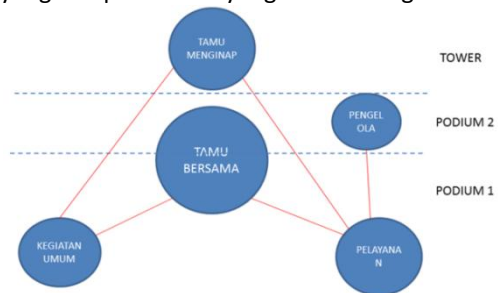 TAMU
MENGINAP
TOWER
PENGEL
OLA
PODIUM 2
TAMU
BERSAMA
PODIUM 1
KEGIATAN
UMUM
PELAYANA
N